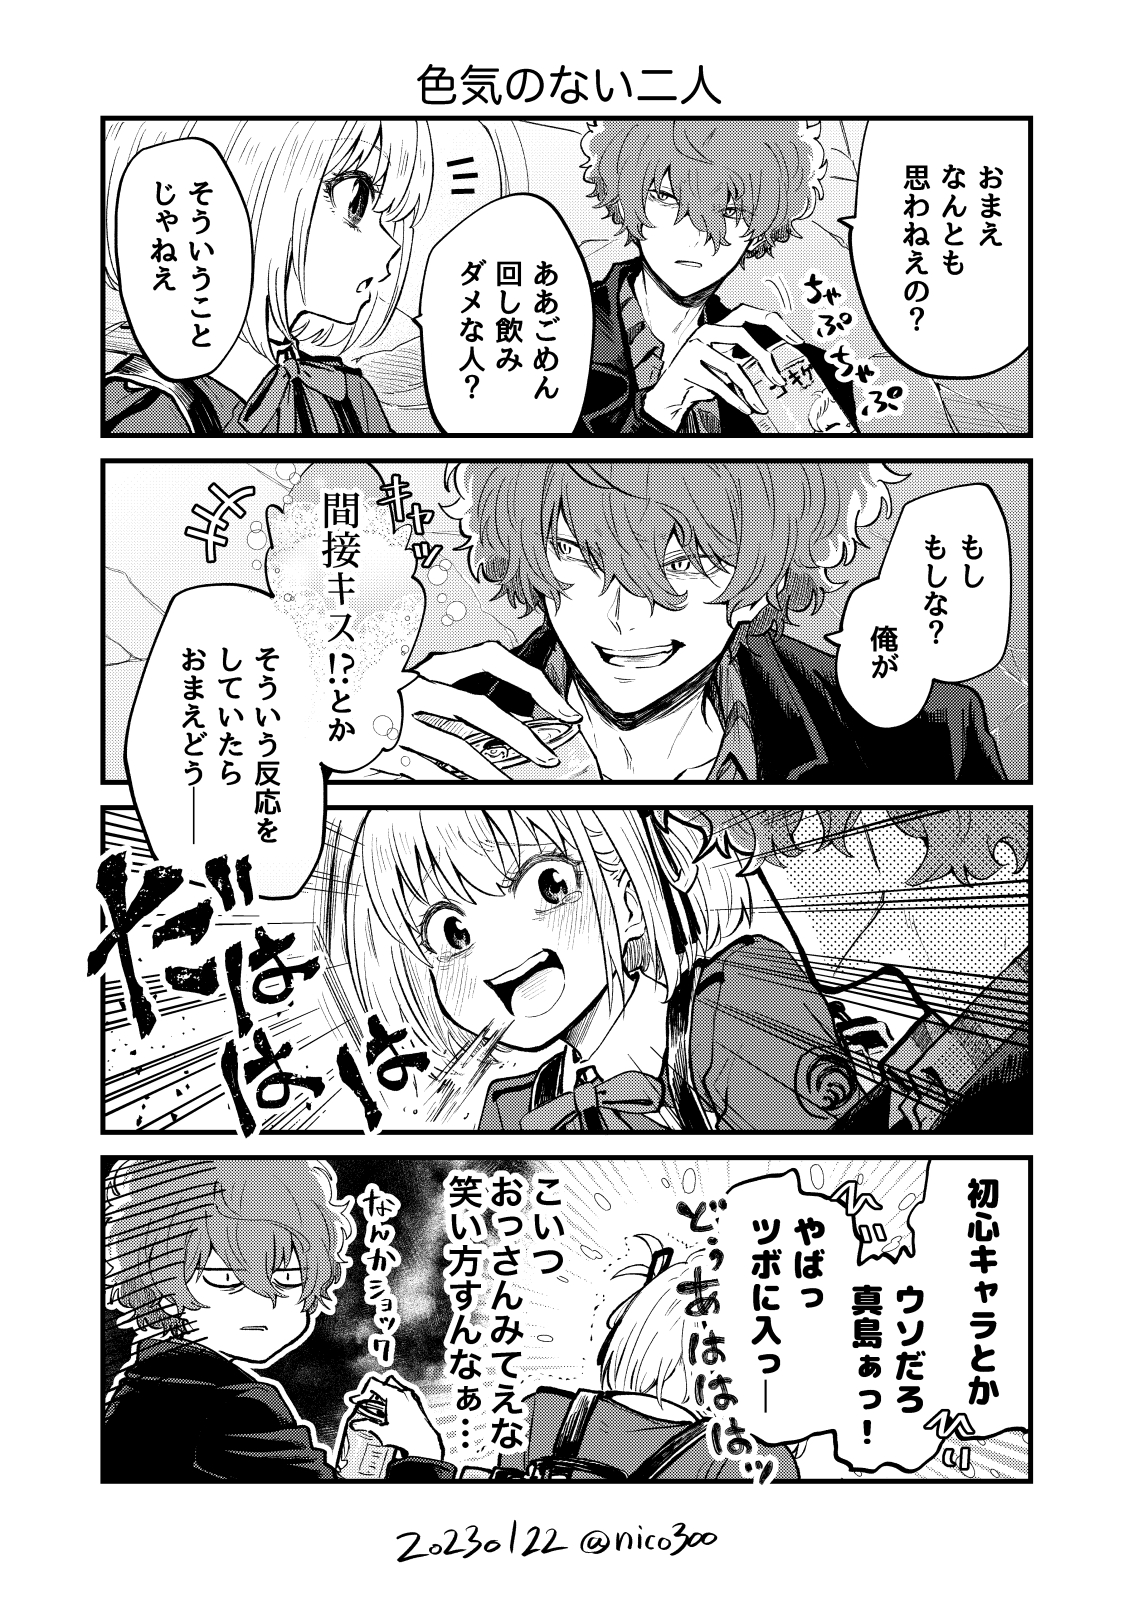 色気のない二人
おまえ
なんとも
思わねえの？
ちゃぷちゃぷ
ああごめん
回し飲み
ダメな人？
そういうこと
じゃねえ
もし
もしな？
俺が
キャッ
間接キス!?とか
メキメキ
そういう反応を
していたら
おまえどう――
だはははは
初心キャラとか
ウソだろ
真島ぁっ！
やばっ
ツボに入っ―
ひぃ
どぅあはははッ
こいつ
おっさんみてえな
笑い方すんなぁ…
なんかショック
20230122 @nico300